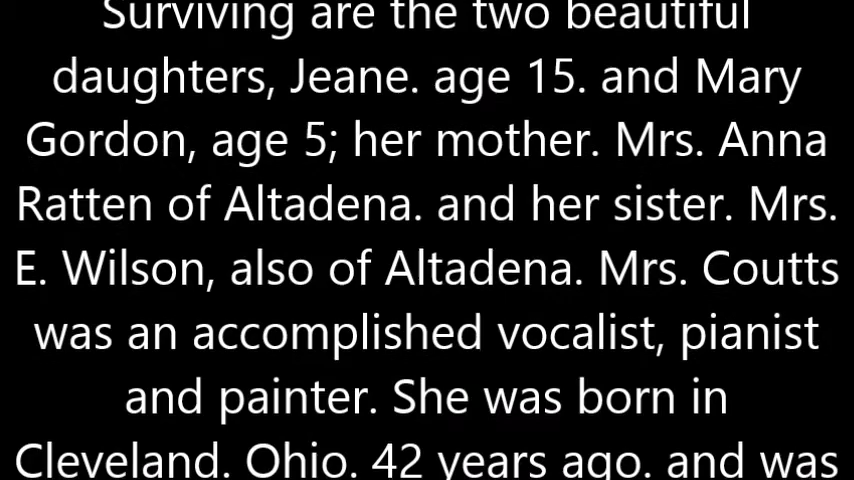 Surviving are the two beautiful
daughters, Jeane. age 15. and Mary
Gordon, age 5; her mother. Mrs. Anna
Ratten of Altadena. and her sister. Mrs.
E. Wilson, also of Altadena. Mrs. Coutts
was an accomplished vocalist, pianist
and painter. She was born in
Cleveland. Ohio. 42 years ago. and was